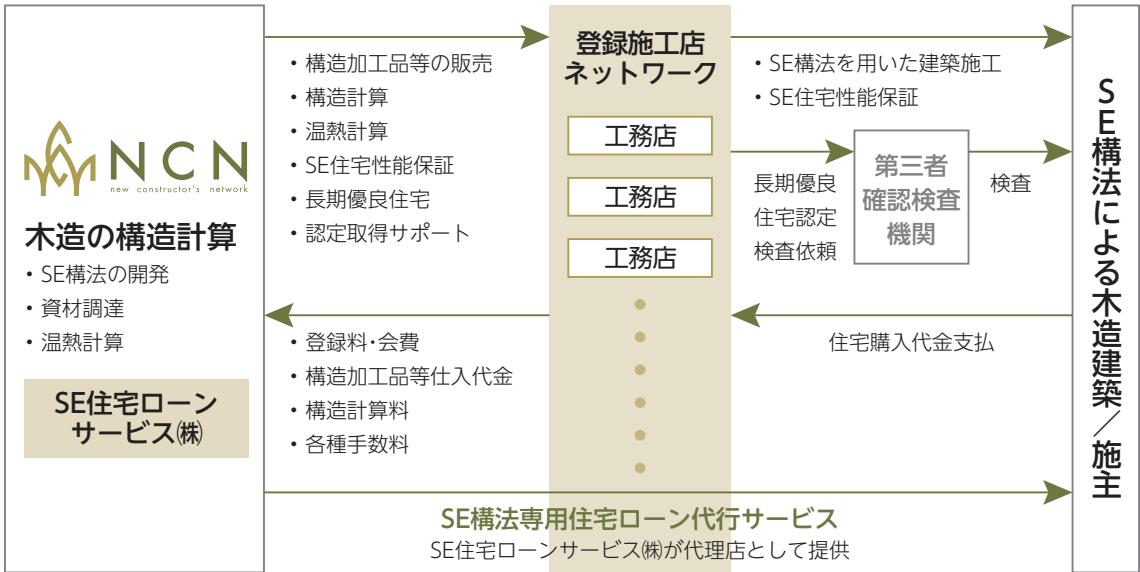 NCN
new constructor's network
木造の構造計算
・SE構法の開発
・資材調達
・温熱計算
SE住宅ローン
サービス㈱
・構造加工品等の販売
・構造計算
・温熱計算
・SE住宅性能保証
・長期優良住宅
・認定取得サポート
・登録料・会費
・構造加工品等仕入代金
・構造計算料
・各種手数料
登録施工店
ネットワーク
工務店
工務店
工務店
・SE構法を用いた建築施工
・SE住宅性能保証
長期優良
住宅認定
検査依頼
第三者
確認検査
機関
検査
住宅購入代金支払
SE構法による木造建築／施主
SE構法専用住宅ローン代行サービス
SE住宅ローンサービス㈱が代理店として提供